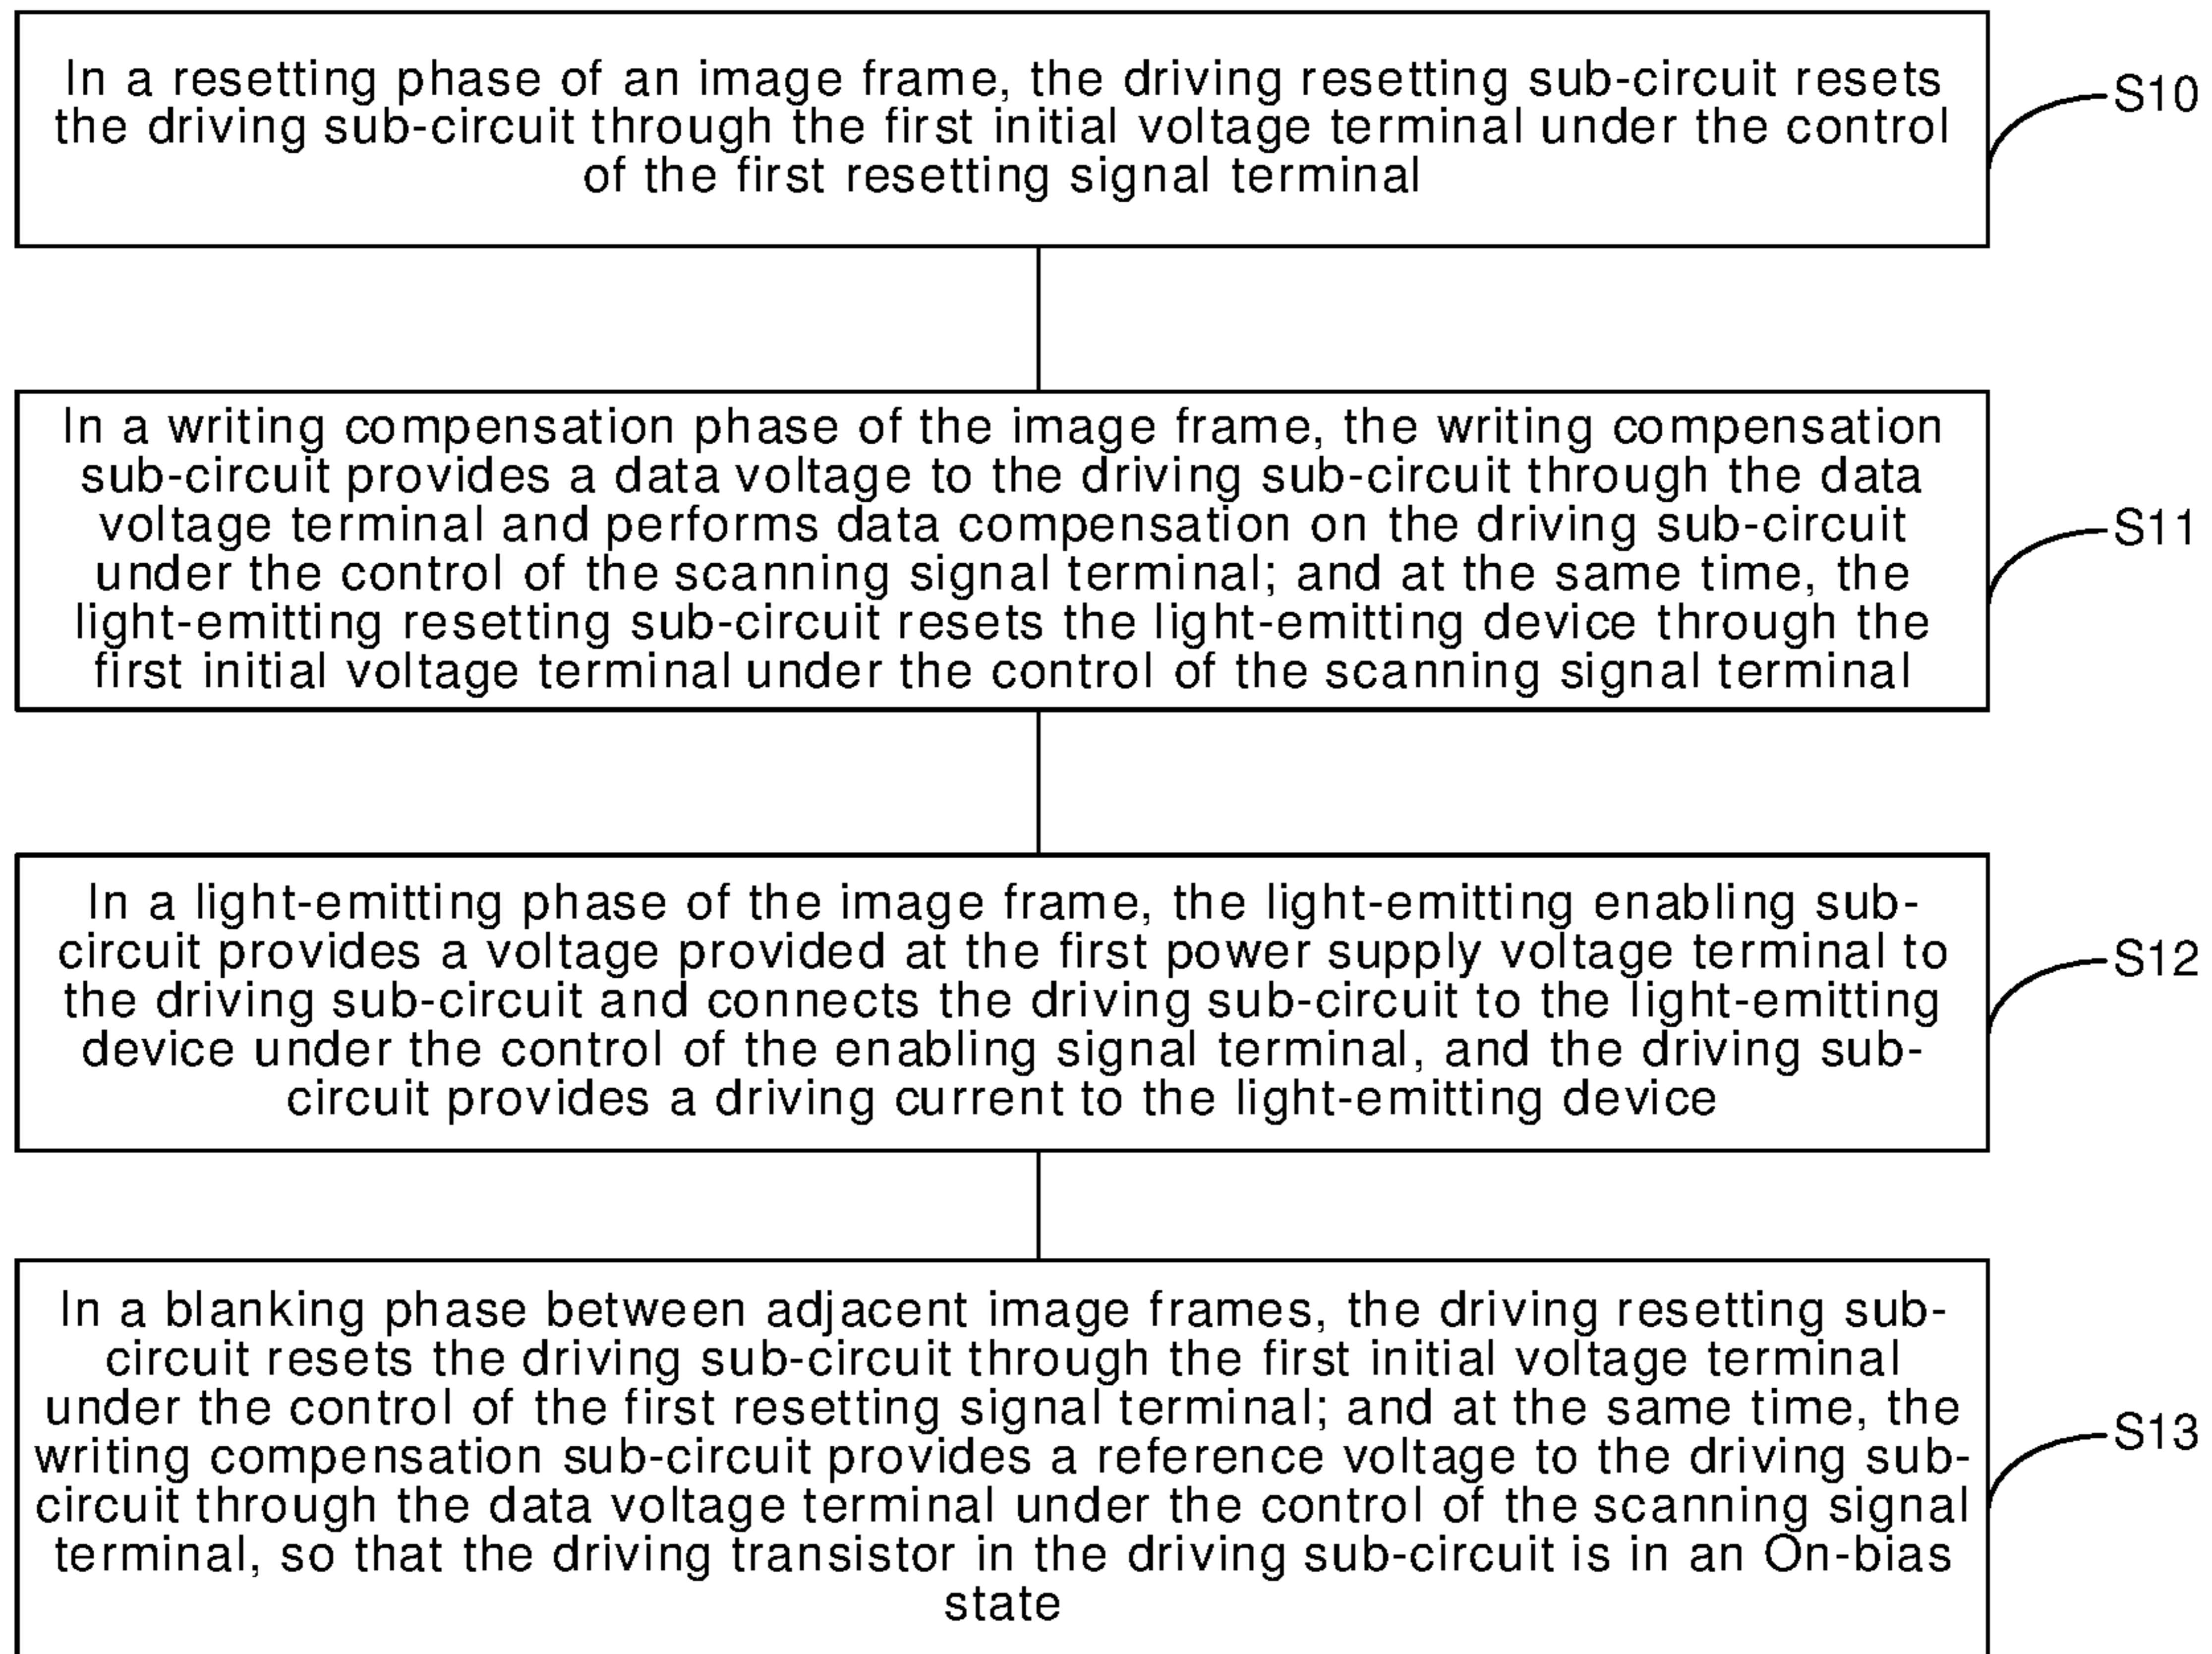 In a resetting phase of an image frame, the driving resetting sub-circuit resets
the driving sub-circuit through the first initial voltage terminal under the control
of the first resetting signal terminal
S10
In a writing compensation phase of the image frame, the writing compensation
sub-circuit provides a data voltage to the driving sub-circuit through the data
voltage terminal and performs data compensation on the driving sub-circuit
under the control of the scanning signal terminal; and at the same time, the
light-emitting resetting sub-circuit resets the light-emitting device through the
first initial voltage terminal under the control of the scanning signal terminal
S11
In a light-emitting phase of the image frame, the light-emitting enabling sub-
circuit provides a voltage provided at the first power supply voltage terminal to
the driving sub-circuit and connects the driving sub-circuit to the light-emitting
device under the control of the enabling signal terminal, and the driving sub-
circuit provides a driving current to the light-emitting device
S12
In a blanking phase between adjacent image frames, the driving resetting sub-
circuit resets the driving sub-circuit through the first initial voltage terminal
under the control of the first resetting signal terminal; and at the same time, the
writing compensation sub-circuit provides a reference voltage to the driving sub-
circuit through the data voltage terminal under the control of the scanning signal
terminal, so that the driving transistor in the driving sub-circuit is in an On-bias
state
S13